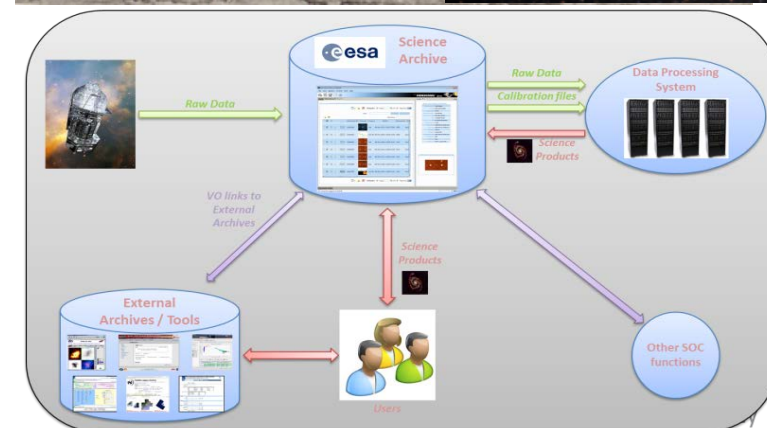 esa
Science
Archive
Raw Data
Raw Data
Calibration files
Science
Products
Data Processing
System
VO links to
External
Archives
Science
Products
External
Archives / Tools
Users
Other SOC
functions